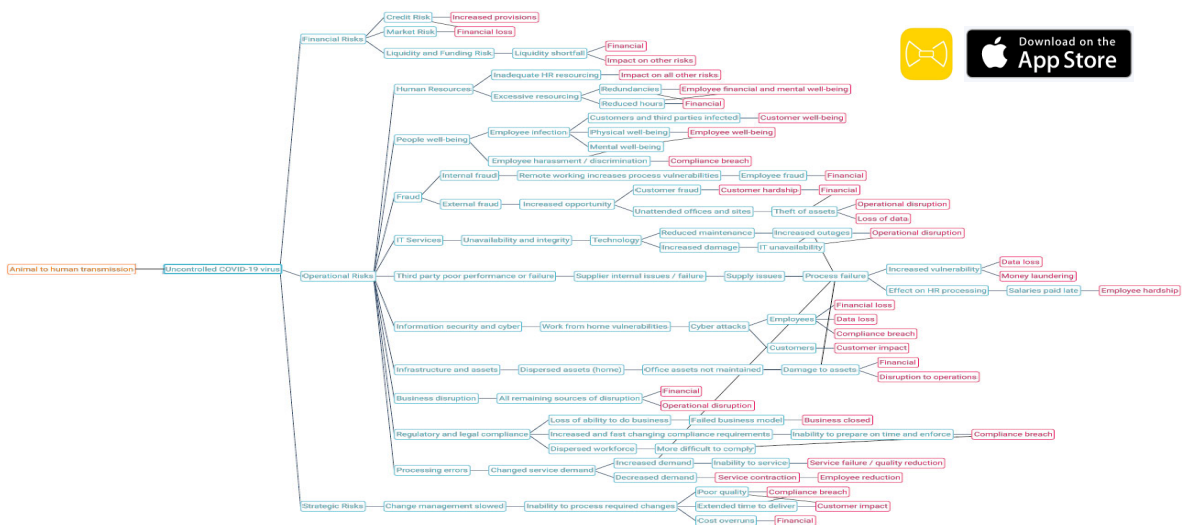 Credit Risk
Increased provisions
Market Risk
Financial loss
Financial Risks
Liquidity and Funding Risk
Liquidity shortfall
Financial
Impact on other risks
Download on the
App Store
Human Resources
Inadequate HR resourcing
Impact on all other risks
Excessive resourcing
Redundancies
Employee financial and mental well-being
Reduced hours
Financial
People well-being
Employee infection
Customers and third parties infected
Customer well-being
Physical well-being
Employee well-being
Mental well-being
Employee harassment / discrimination
Compliance breach
Fraud
Internal fraud
Remote working increases process vulnerabilities
Employee fraud
Financial
External fraud
Increased opportunity
Customer fraud
Customer hardship
Financial
Unattended offices and sites
Theft of assets
Operational disruption
Loss of data
IT Services
Unavailability and integrity
Technology
Reduced maintenance
Increased outages
Operational disruption
Increased damage
IT unavailability
Animal to human transmission
Uncontrolled COVID-19 virus
Operational Risks
Third party poor performance or failure
Supplier internal issues / failure
Supply issues
Process failure
Increased vulnerability
Data loss
Money laundering
Effect on HR processing
Salaries paid late
Employee hardship
Information security and cyber
Work from home vulnerabilities
Cyber attacks
Employees
Financial loss
Data loss
Compliance breach
Customers
Customer impact
Infrastructure and assets
Dispersed assets (home)
Office assets not maintained
Damage to assets
Financial
Disruption to operations
Business disruption
All remaining sources of disruption
Financial
Operational disruption
Regulatory and legal compliance
Loss of ability to do business
Failed business model
Business closed
Increased and fast changing compliance requirements
Inability to prepare on time and enforce
Compliance breach
Dispersed workforce
More difficult to comply
Processing errors
Changed service demand
Increased demand
Inability to service
Service failure / quality reduction
Decreased demand
Service contraction
Employee reduction
Strategic Risks
Change management slowed
Inability to process required changes
Poor quality
Compliance breach
Extended time to deliver
Customer impact
Cost overruns
Financial